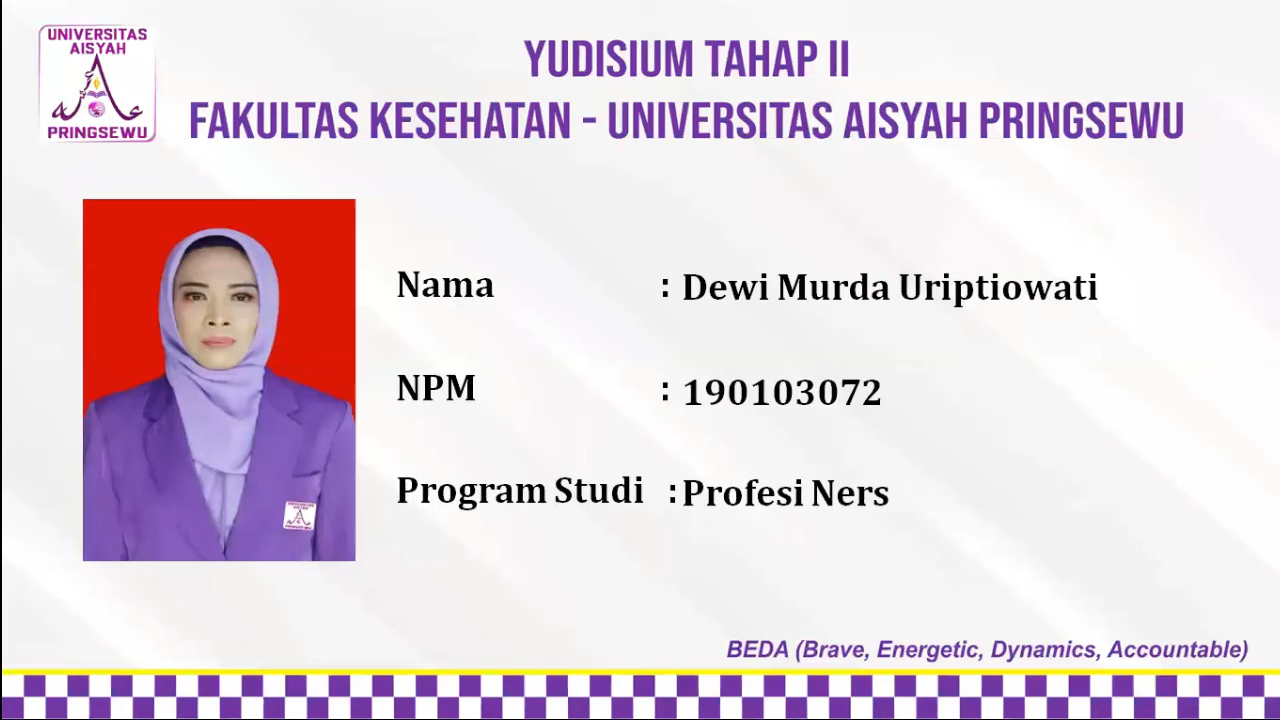 UNIVERSITAS
AISYAH
PRINGSEWU
YUDISIUM TAHAP II
FAKULTAS KESEHATAN - UNIVERSITAS AISYAH PRINGSEWU
Nama : Dewi Murda Uriptiowati
NPM : 190103072
Program Studi : Profesi Ners
BEDA (Brave, Energetic, Dynamics, Accountable)